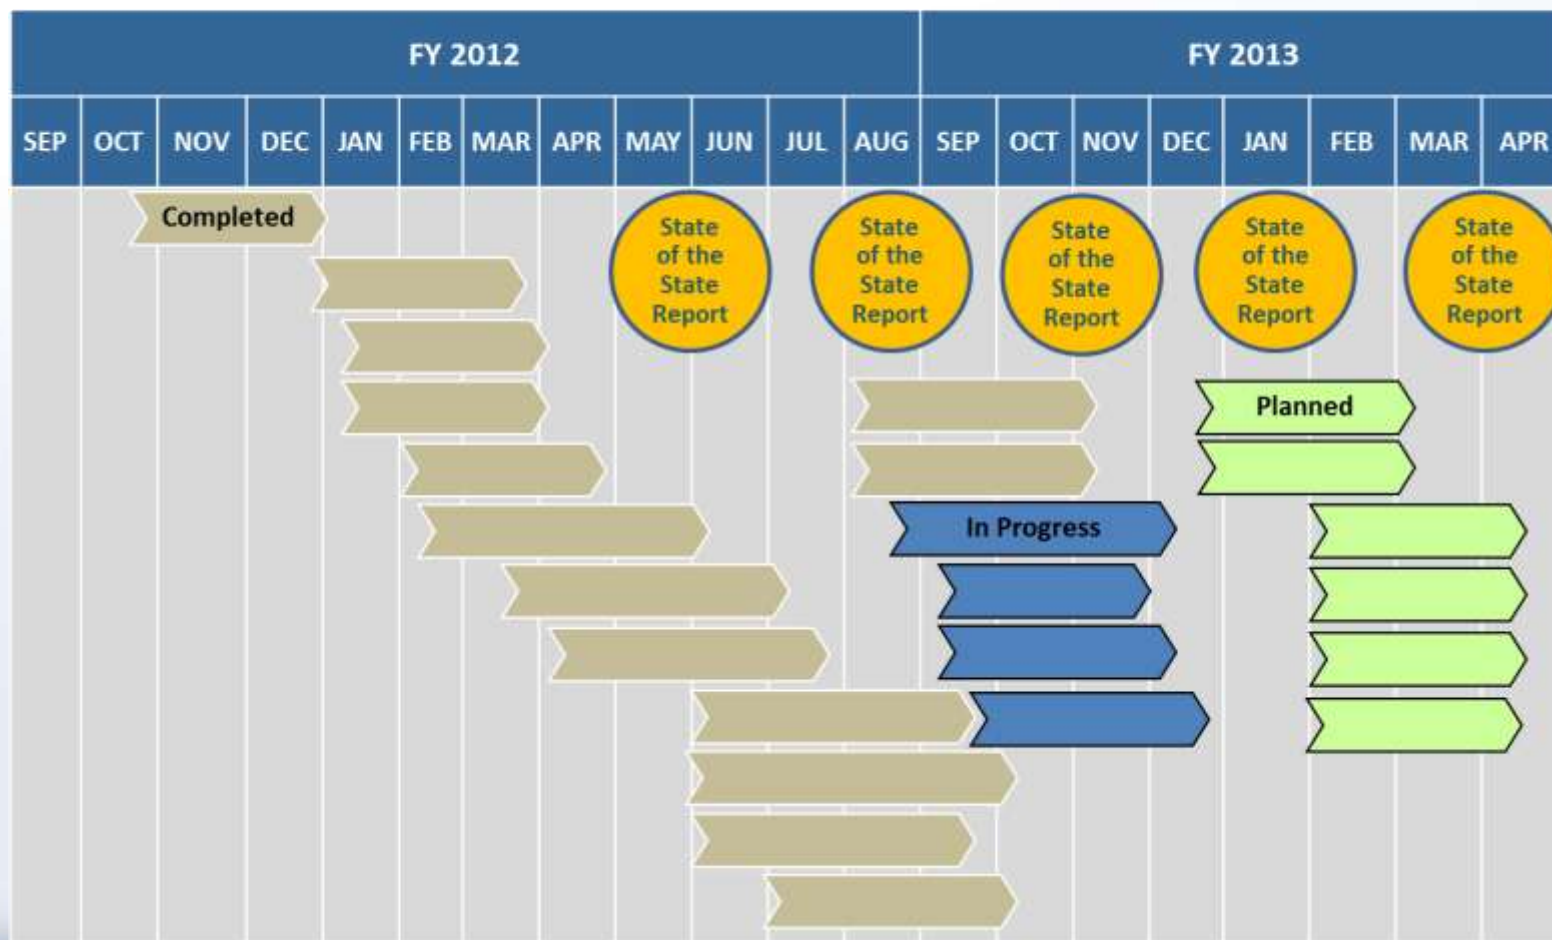 FY 2012 FY 2013
SEP OCT NOV DEC JAN FEB MAR APR MAY JUN JUL AUG SEP OCT NOV DEC JAN FEB MAR APR
Completed
State
of the
State
Report
State
of the
State
Report
State
of the
State
Report
State
of the
State
Report
State
of the
State
Report
Planned
In Progress